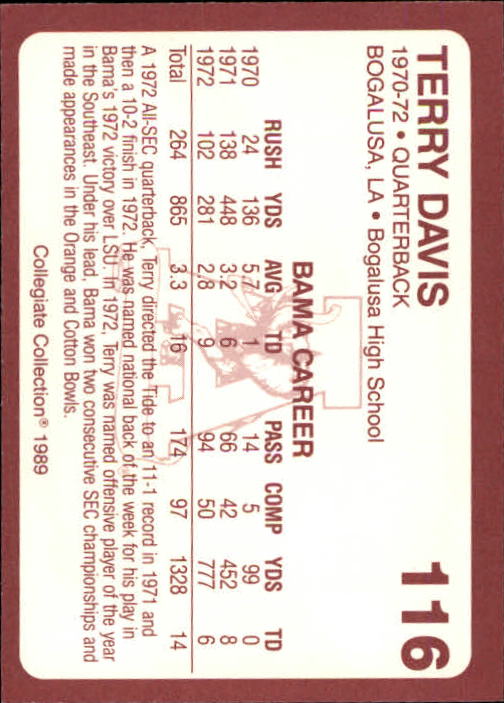 TERRY DAVIS 116
1970-72 • QUARTERBACK
BOGALUSA, LA • Bogalusa High School
BAMA CAREER
RUSH YDS AVG TD PASS COMP YDS TD
1970 24 136 5.7 1 14 5 99 0
1971 138 448 3.2 6 66 42 452 8
1972 102 281 2.8 9 94 50 777 6
Total 264 865 3.3 16 174 97 1328 14
A 1972 All-SEC quarterback, Terry directed the Tide to an 11-1 record in 1971 and
then a 10-2 finish in 1972. He was named national back of the week for his play in
Bama's 1972 victory over LSU. In 1972, Terry was named offensive player of the year
in the Southeast. Under his lead, Bama won two consecutive SEC championships and
made appearances in the Orange and Cotton Bowls.
Collegiate Collection® 1989